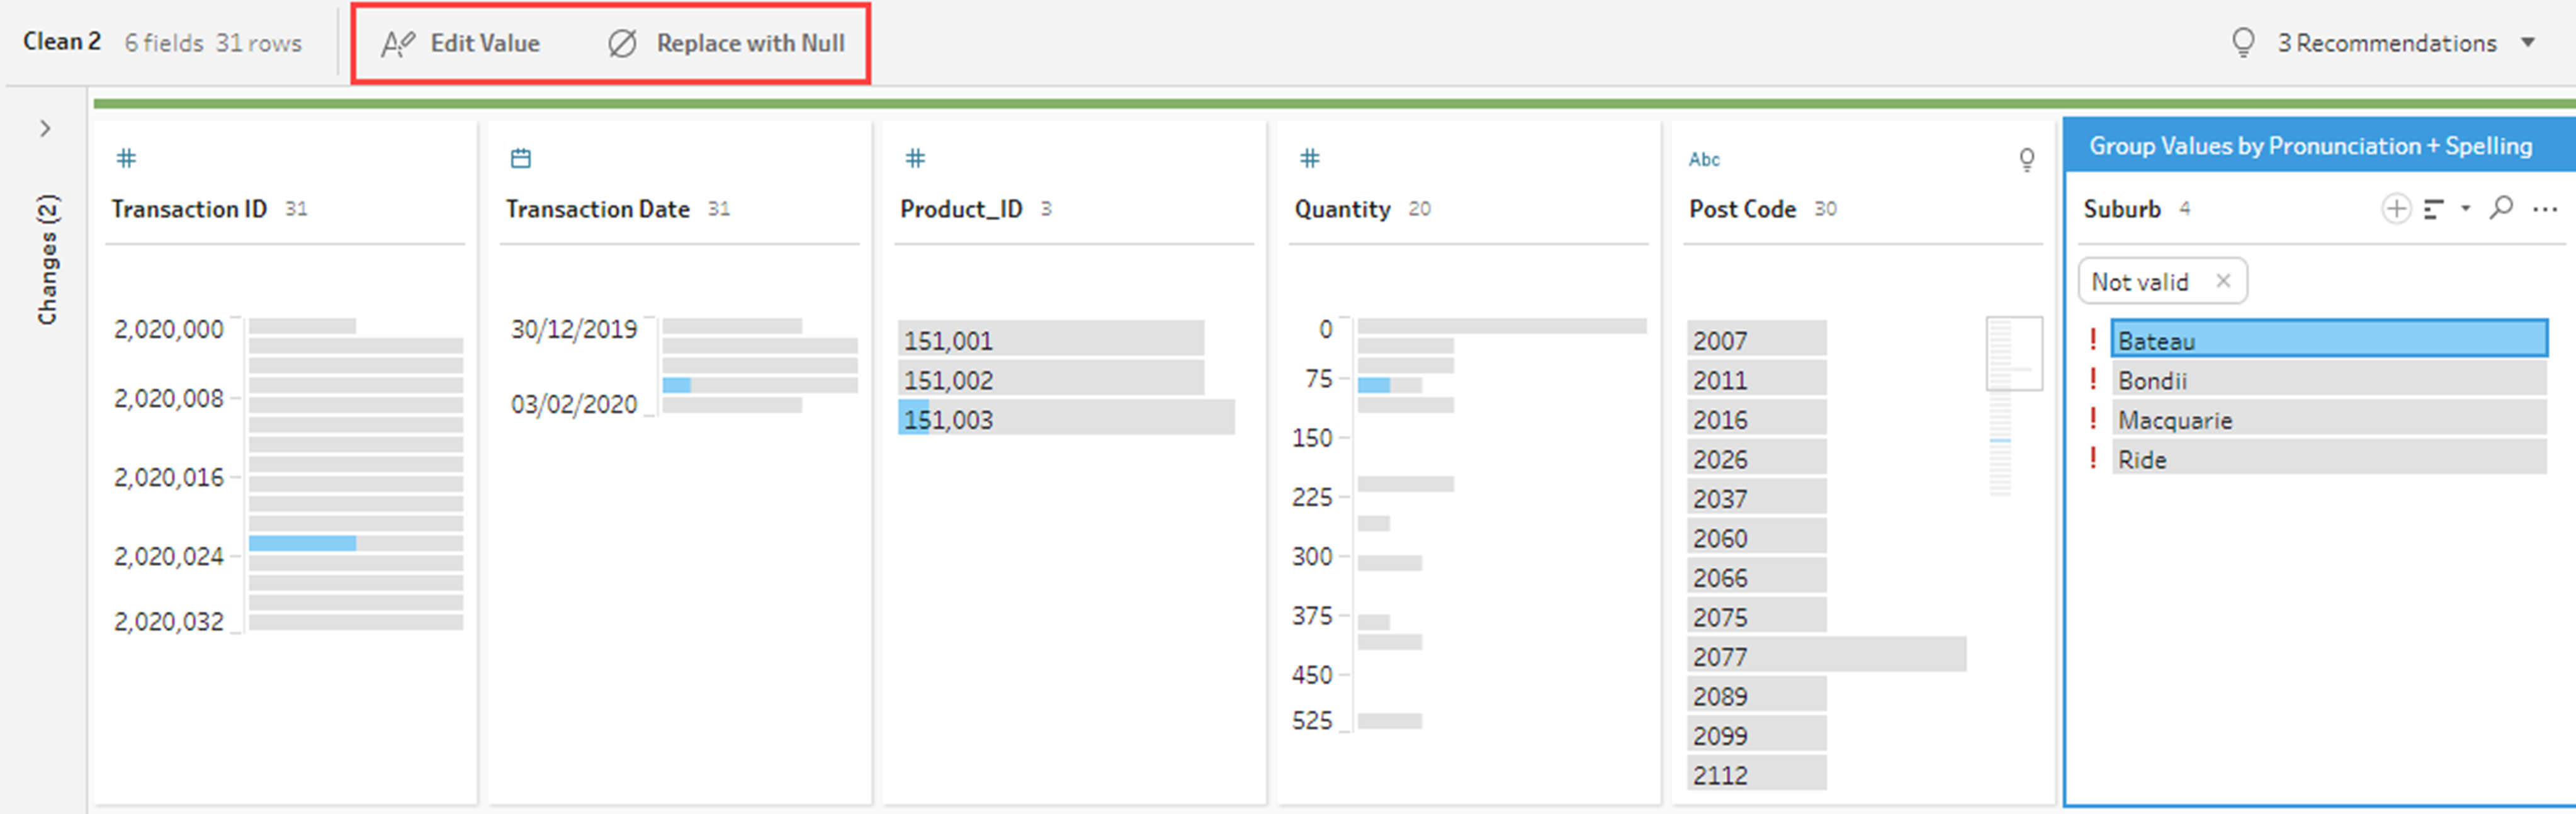 Clean 2 6 fields 31 rows Edit Value Replace with Null 3 Recommendations
Changes (2)
Transaction ID 31
2,020,000
2,020,008
2,020,016
2,020,024
2,020,032
Transaction Date 31
30/12/2019
03/02/2020
Product_ID 3
151,001
151,002
151,003
Quantity 20
0
75
150
225
300
375
450
525
Abc
Post Code 30
2007
2011
2016
2026
2037
2060
2066
2075
2077
2089
2099
2112
Group Values by Pronunciation + Spelling
Suburb 4
Not valid
! Bateau
! Bondii
! Macquarie
! Ride